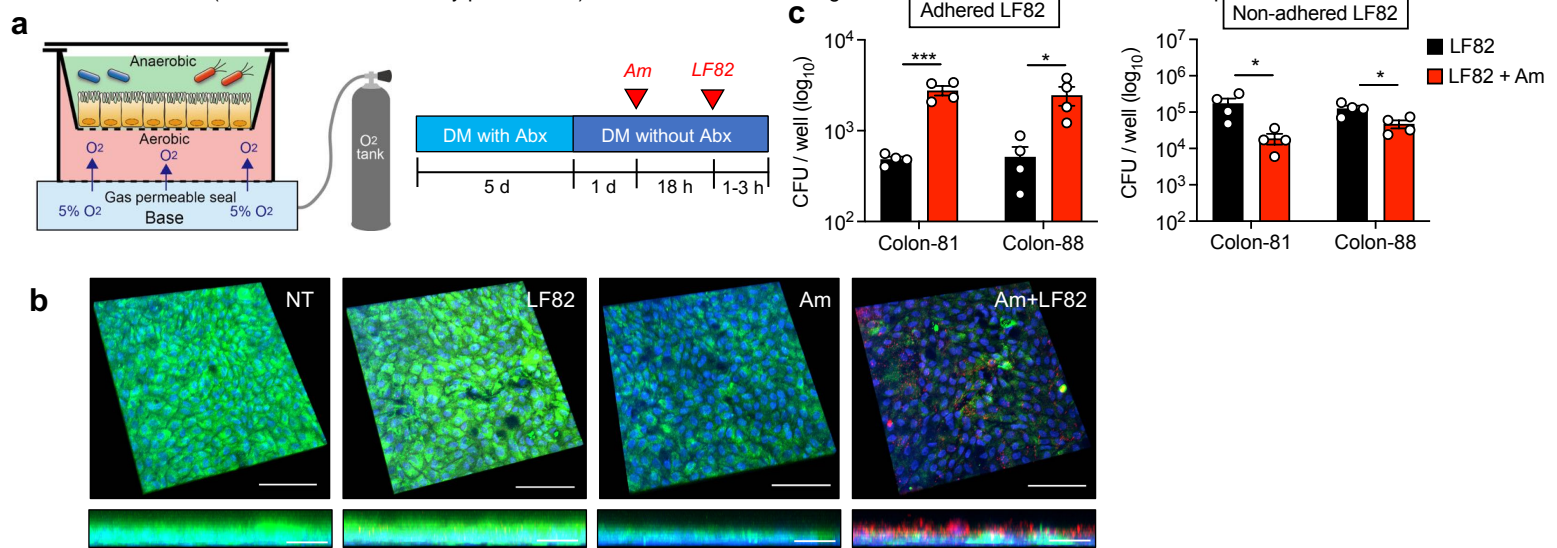 a
Anaerobic
Aerobic
O2 O2 O2
Gas permeable seal
5% O2 Base 5% O2
O2
tank
Am LF82
DM with Abx DM without Abx
5 d 1 d 18 h 1-3 h
c
Adhered LF82
CFU / well (log10)
10^4
10^3
10^2
*** *
Colon-81 Colon-88
Non-adhered LF82
CFU / well (log10)
10^7
10^6
10^5
10^4
10^3
10^2
* *
Colon-81 Colon-88
LF82
LF82 + Am
b
NT LF82 Am Am+LF82